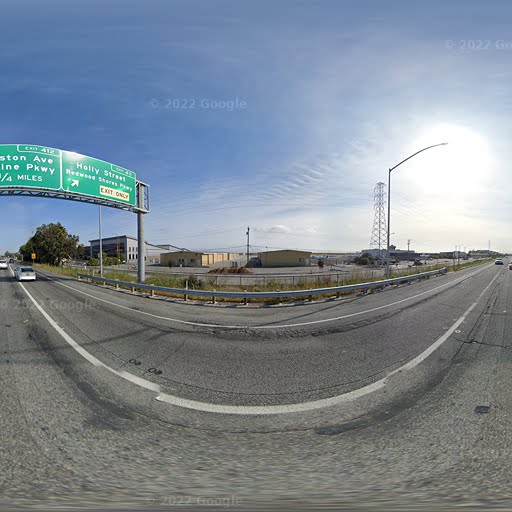 EXIT 412
ston Ave
ine Pkwy
1/4 MILES
Holly Street
Redwood Shores Pkwy
EXIT ONLY
© 2022 Google
© 2022 Google
© 2022 Google